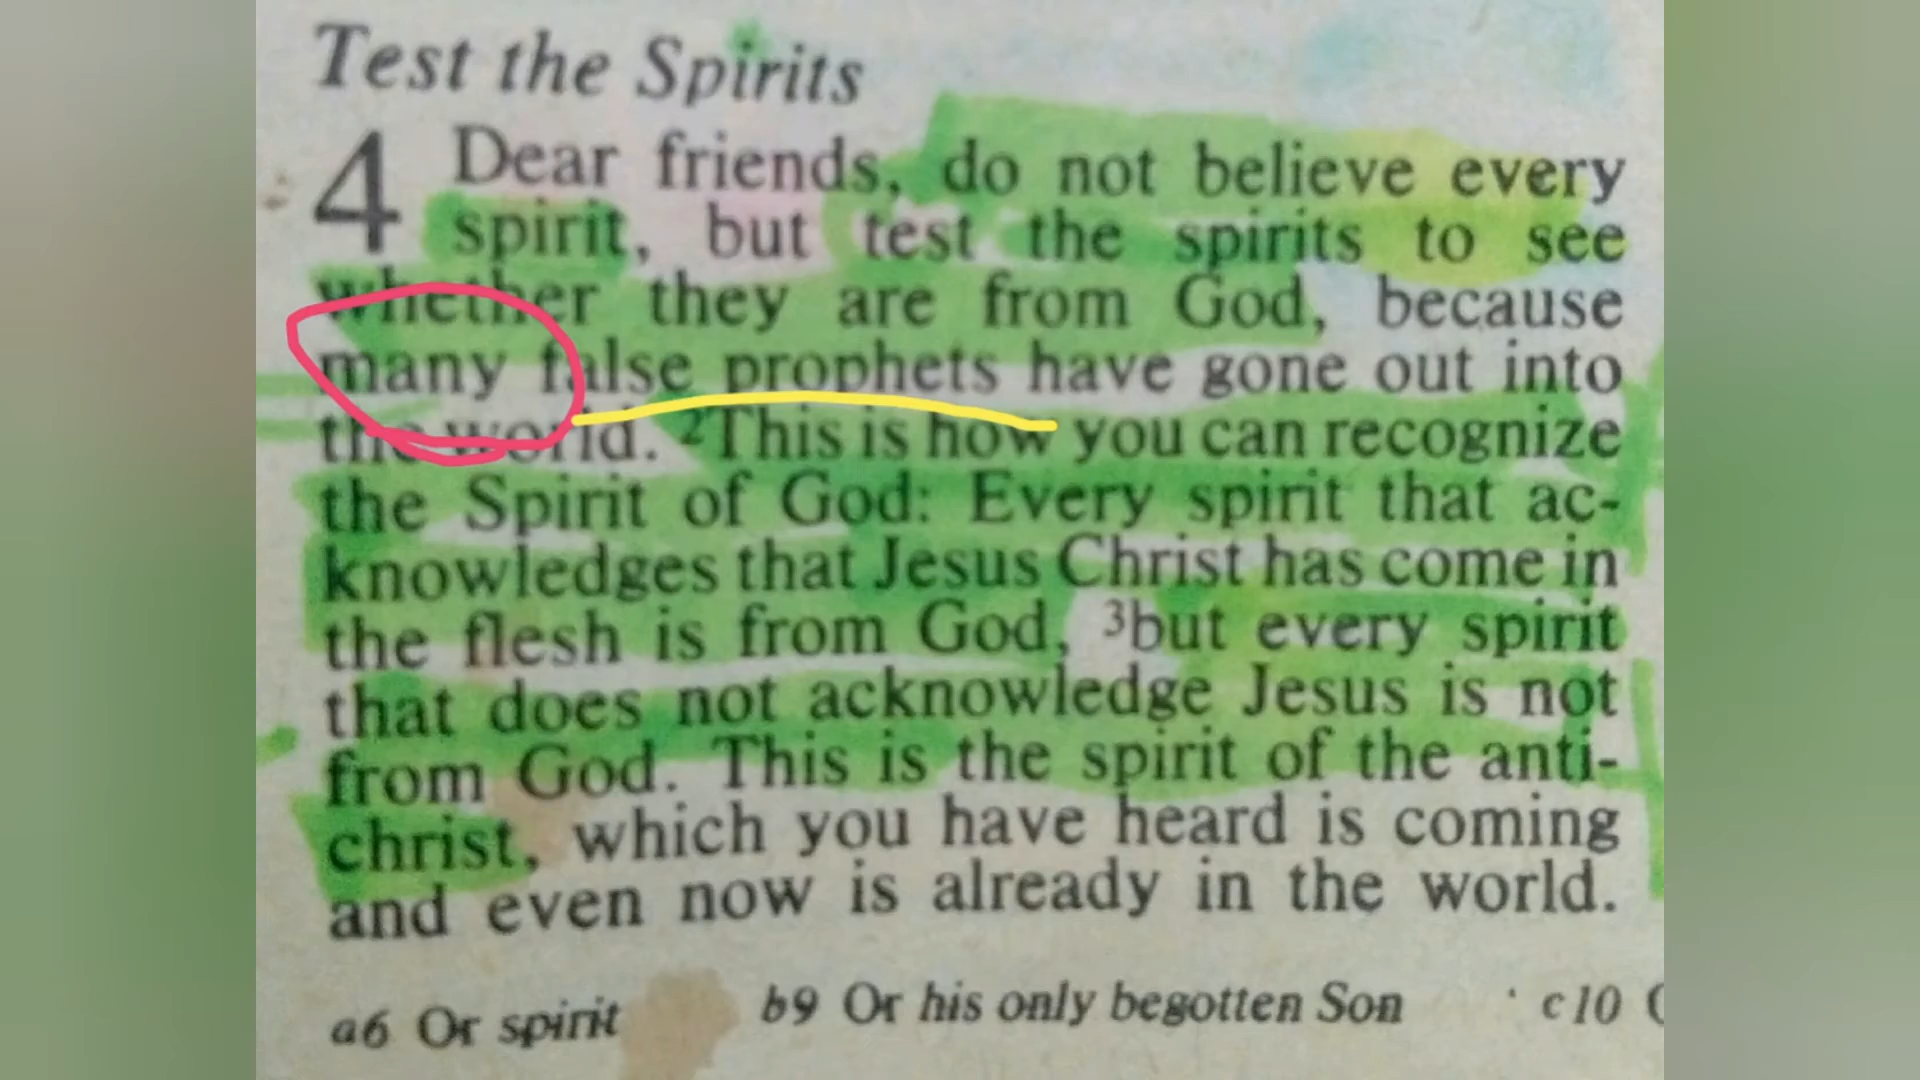 Test the Spirits
4 Dear friends, do not believe every
spirit, but test the spirits to see
whether they are from God, because
many false prophets have gone out into
the world. ²This is how you can recognize
the Spirit of God: Every spirit that ac-
knowledges that Jesus Christ has come in
the flesh is from God, ³but every spirit
that does not acknowledge Jesus is not
from God. This is the spirit of the anti-
christ, which you have heard is coming
and even now is already in the world.
a6 Or spirit b9 Or his only begotten Son c10